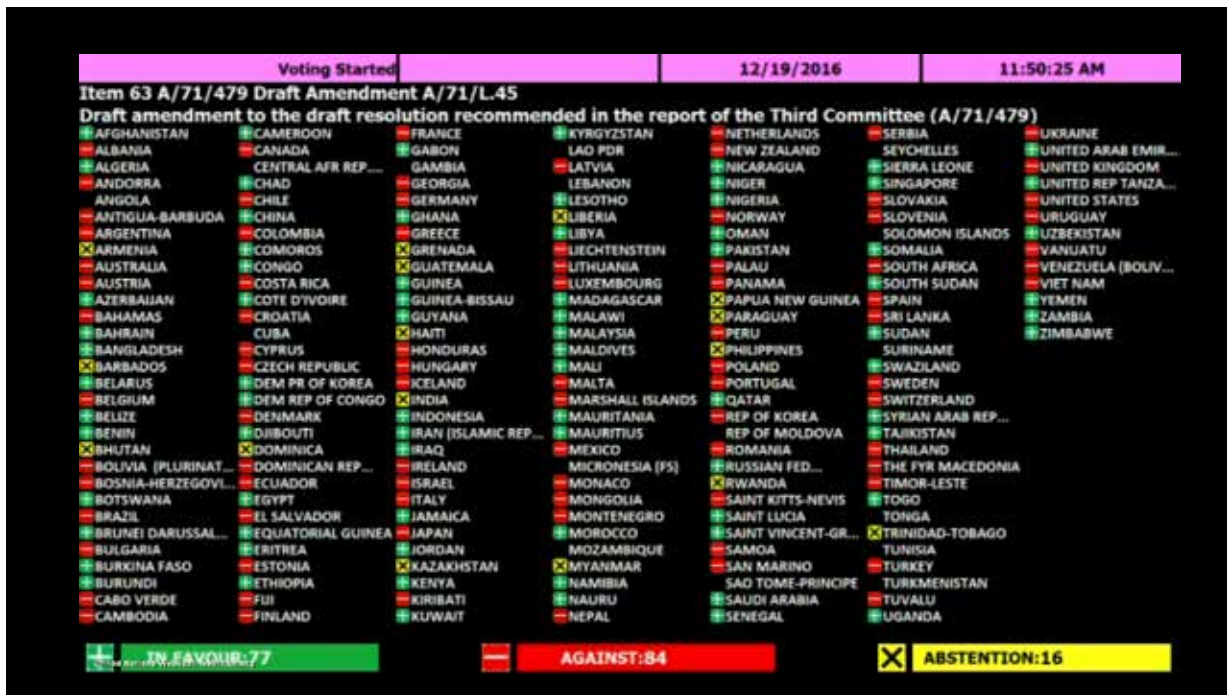 Voting Started
12/19/2016
11:50:25 AM
Item 63 A/71/479 Draft Amendment A/71/L.45
Draft amendment to the draft resolution recommended in the report of the Third Committee (A/71/479)
AFGHANISTAN
ALBANIA
ALGERIA
ANDORRA
ANGOLA
ANTIGUA-BARBUDA
ARGENTINA
ARMENIA
AUSTRALIA
AUSTRIA
AZERBAIJAN
BAHAMAS
BAHRAIN
BANGLADESH
BARBADOS
BELARUS
BELGIUM
BELIZE
BENIN
BHUTAN
BOLIVIA (PLURINAT...
BOSNIA-HERZEGOVI...
BOTSWANA
BRAZIL
BRUNEI DARUSSAL...
BULGARIA
BURKINA FASO
BURUNDI
CABO VERDE
CAMBODIA
CAMEROON
CANADA
CENTRAL AFR REP....
CHAD
CHILE
CHINA
COLOMBIA
COMOROS
CONGO
COSTA RICA
COTE D'IVOIRE
CROATIA
CUBA
CYPRUS
CZECH REPUBLIC
DEM PR OF KOREA
DEM REP OF CONGO
DENMARK
DJIBOUTI
DOMINICA
DOMINICAN REP...
ECUADOR
EGYPT
EL SALVADOR
EQUATORIAL GUINEA
ERITREA
ESTONIA
ETHIOPIA
FIJI
FINLAND
FRANCE
GABON
GAMBIA
GEORGIA
GERMANY
GHANA
GREECE
GRENADA
GUATEMALA
GUINEA
GUINEA-BISSAU
GUYANA
HAITI
HONDURAS
HUNGARY
ICELAND
INDIA
INDONESIA
IRAN (ISLAMIC REP...
IRAQ
IRELAND
ISRAEL
ITALY
JAMAICA
JAPAN
JORDAN
KAZAKHSTAN
KENYA
KIRIBATI
KUWAIT
KYRGYZSTAN
LAO PDR
LATVIA
LEBANON
LESOTHO
LIBERIA
LIBYA
LIECHTENSTEIN
LITHUANIA
LUXEMBOURG
MADAGASCAR
MALAWI
MALAYSIA
MALDIVES
MALI
MALTA
MARSHALL ISLANDS
MAURITANIA
MAURITIUS
MEXICO
MICRONESIA (FS)
MONACO
MONGOLIA
MONTENEGRO
MOROCCO
MOZAMBIQUE
MYANMAR
NAMIBIA
NAURU
NEPAL
NETHERLANDS
NEW ZEALAND
NICARAGUA
NIGER
NIGERIA
NORWAY
OMAN
PAKISTAN
PALAU
PANAMA
PAPUA NEW GUINEA
PARAGUAY
PERU
PHILIPPINES
POLAND
PORTUGAL
QATAR
REP OF KOREA
REP OF MOLDOVA
ROMANIA
RUSSIAN FED...
RWANDA
SAINT KITTS-NEVIS
SAINT LUCIA
SAINT VINCENT-GR...
SAMOA
SAN MARINO
SAO TOME-PRINCIPE
SAUDI ARABIA
SENEGAL
SERBIA
SEYCHELLES
SIERRA LEONE
SINGAPORE
SLOVAKIA
SLOVENIA
SOLOMON ISLANDS
SOMALIA
SOUTH AFRICA
SOUTH SUDAN
SPAIN
SRI LANKA
SUDAN
SURINAME
SWAZILAND
SWEDEN
SWITZERLAND
SYRIAN ARAB REP...
TAJIKISTAN
THAILAND
THE FYR MACEDONIA
TIMOR-LESTE
TOGO
TONGA
TRINIDAD-TOBAGO
TUNISIA
TURKEY
TURKMENISTAN
TUVALU
UGANDA
UKRAINE
UNITED ARAB EMIR...
UNITED KINGDOM
UNITED REP TANZA...
UNITED STATES
URUGUAY
UZBEKISTAN
VANUATU
VENEZUELA (BOLIV...
VIET NAM
YEMEN
ZAMBIA
ZIMBABWE
IN FAVOUR:77
AGAINST:84
ABSTENTION:16